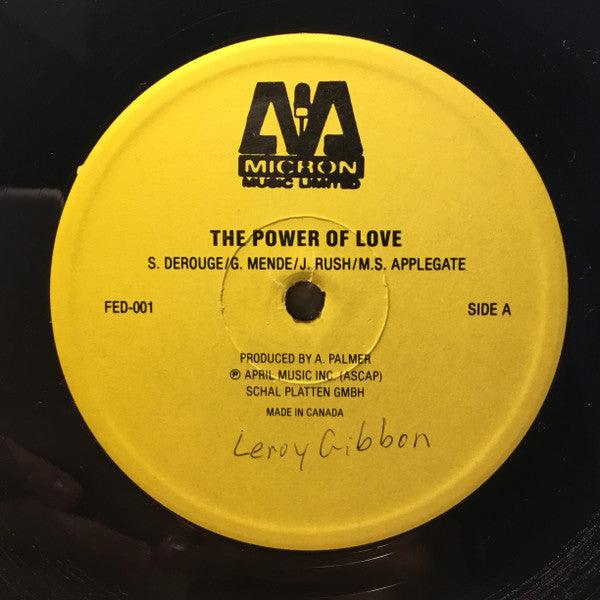 MICRON
MUSIC LIMITED
THE POWER OF LOVE
S. DEROUGE/G. MENDE/J. RUSH/M.S. APPLEGATE
FED-001
SIDE A
PRODUCED BY A. PALMER
℗ APRIL MUSIC INC. (ASCAP)
SCHAL PLATTEN GMBH
MADE IN CANADA
Leroy Gibbon